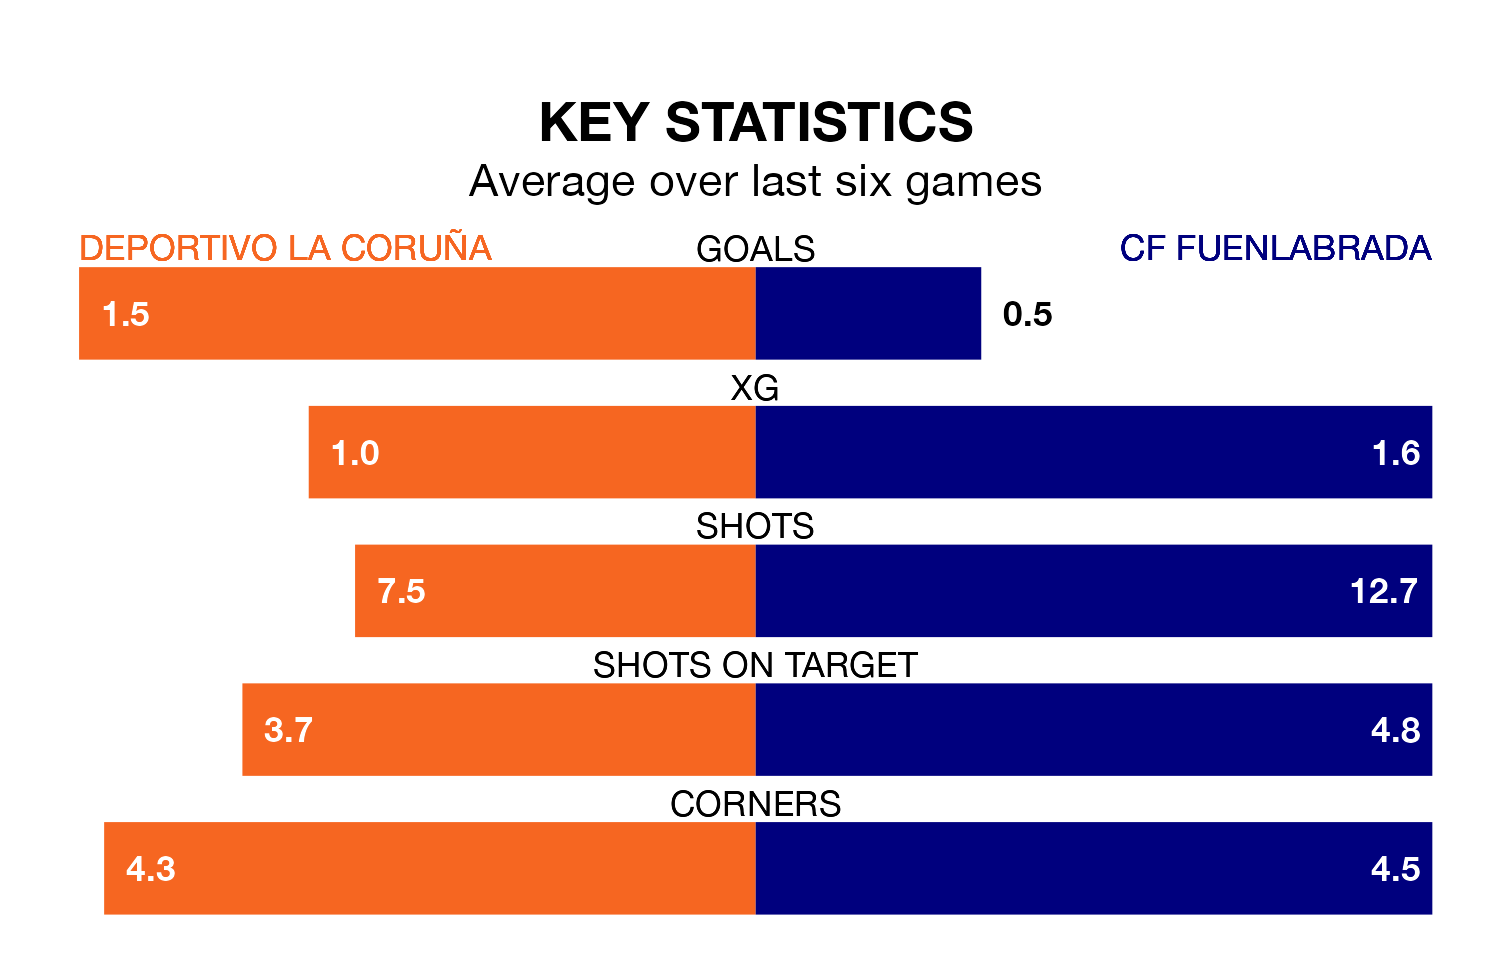 KEY STATISTICS
Average over last six games
DEPORTIVO LA CORUÑA GOALS CF FUENLABRADA
1.5 0.5
XG
1.0 1.6
SHOTS
7.5 12.7
SHOTS ON TARGET
3.7 4.8
CORNERS
4.3 4.5